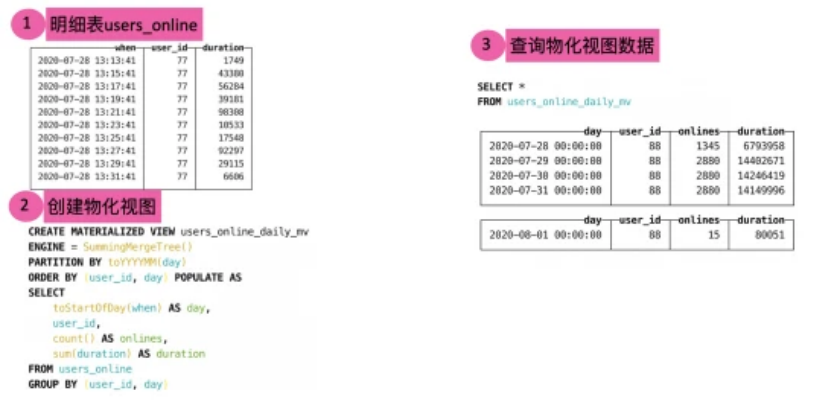 1 明细表users_online
when user_id duration
2020-07-28 13:13:41 77 1749
2020-07-28 13:15:41 77 43380
2020-07-28 13:17:41 77 56284
2020-07-28 13:19:41 77 39181
2020-07-28 13:21:41 77 98308
2020-07-28 13:23:41 77 10533
2020-07-28 13:25:41 77 17548
2020-07-28 13:27:41 77 92297
2020-07-28 13:29:41 77 29115
2020-07-28 13:31:41 77 6606
2 创建物化视图
CREATE MATERIALIZED VIEW users_online_daily_mv
ENGINE = SummingMergeTree()
PARTITION BY toYYYYMM(day)
ORDER BY (user_id, day) POPULATE AS
SELECT
toStartOfDay(when) AS day,
user_id,
count() AS onlines,
sum(duration) AS duration
FROM users_online
GROUP BY (user_id, day)
3 查询物化视图数据
SELECT *
FROM users_online_daily_mv
day user_id onlines duration
2020-07-28 00:00:00 88 1345 6793958
2020-07-29 00:00:00 88 2880 14402671
2020-07-30 00:00:00 88 2880 14246419
2020-07-31 00:00:00 88 2880 14149996
day user_id onlines duration
2020-08-01 00:00:00 88 15 80051